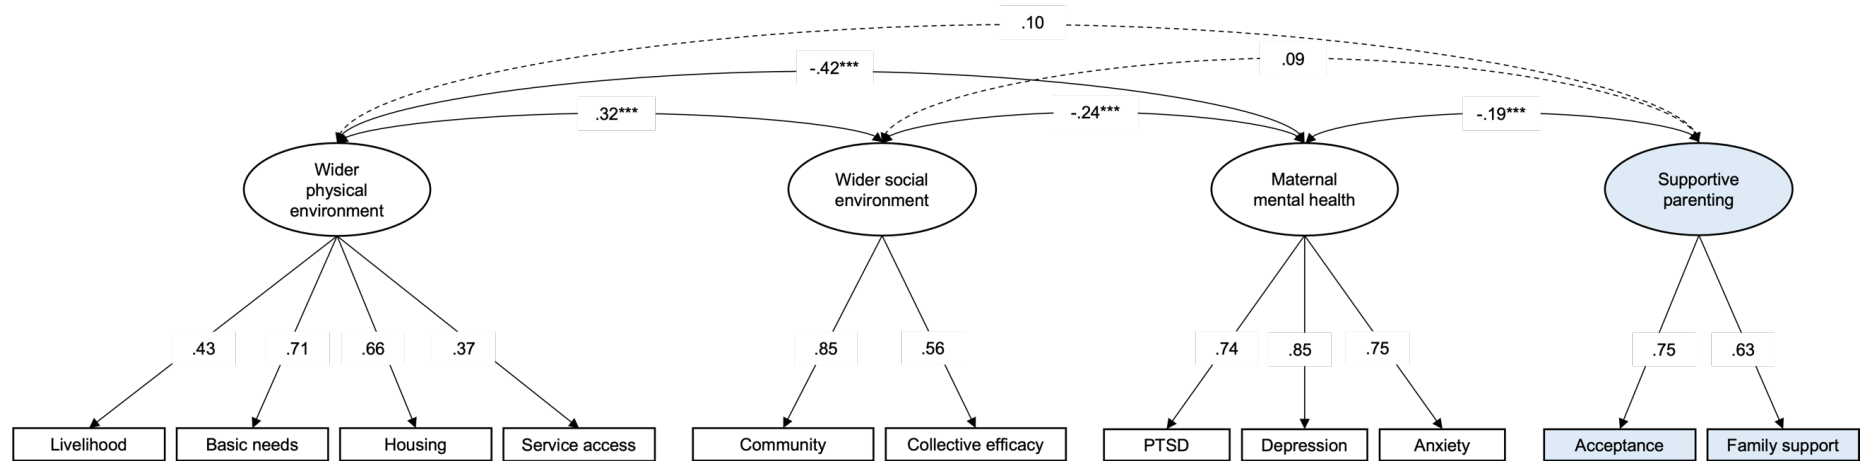 .10
-.42***
.09
.32***
-.24***
-.19***
Wider
physical
environment
Wider social
environment
Maternal
mental health
Supportive
parenting
.43
.71
.66
.37
.85
.56
.74
.85
.75
.75
.63
Livelihood
Basic needs
Housing
Service access
Community
Collective efficacy
PTSD
Depression
Anxiety
Acceptance
Family support